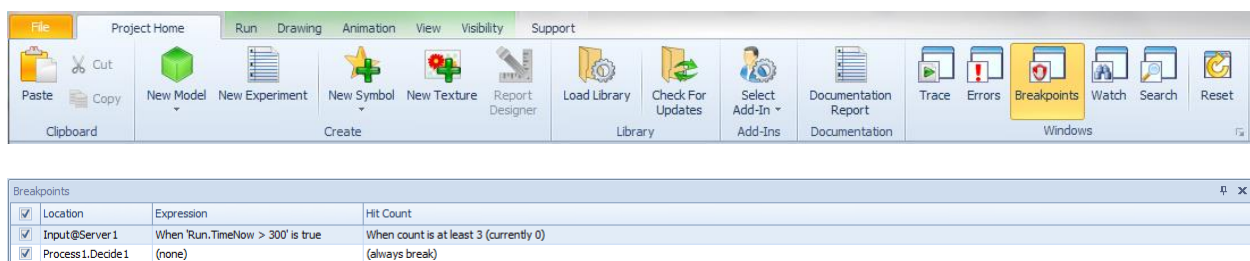 File Project Home Run Drawing Animation View Visibility Support
Paste Cut Copy New Model New Experiment New Symbol New Texture Report Designer Load Library Check For Updates Select Add-In Documentation Report Trace Errors Breakpoints Watch Search Reset
Clipboard Create Library Add-Ins Documentation Windows
Breakpoints
Location Expression Hit Count
Input@Server1 When 'Run.TimeNow > 300' is true When count is at least 3 (currently 0)
Process1.Decide1 (none) (always break)